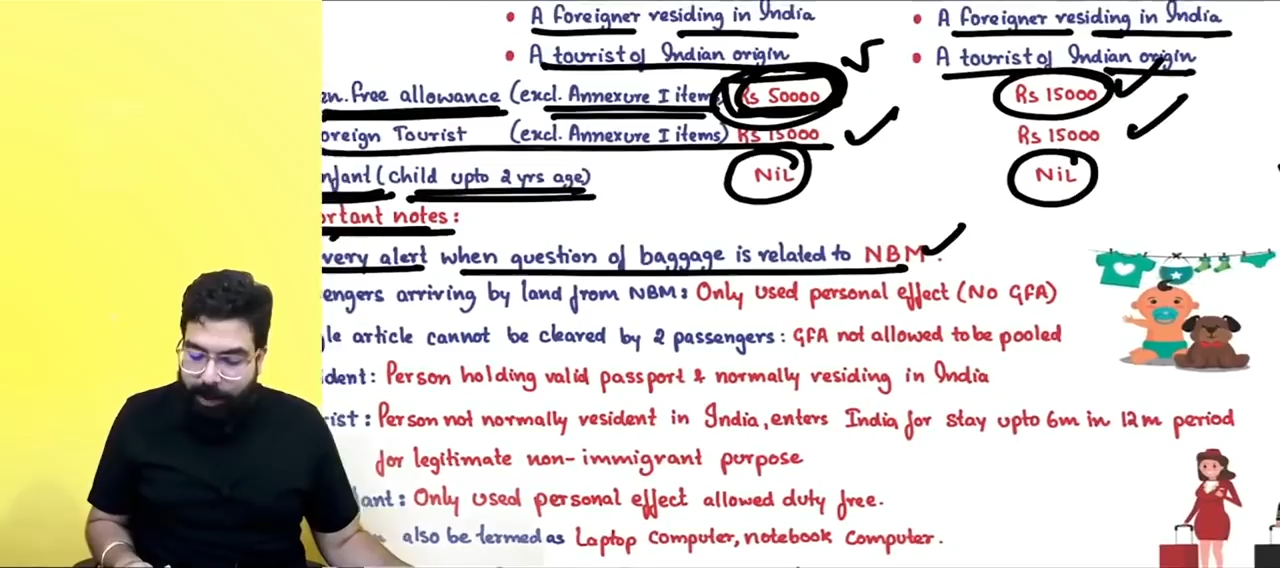 • A foreigner residing in India • A foreigner residing in India
• A tourist of Indian origin • A tourist of Indian origin
en. free allowance (excl. Annexure I items) Rs 50000 Rs 15000
oreign Tourist (excl. Annexure I items) Rs 15000 Rs 15000
nfant (child upto 2 yrs age) NiL NiL
ortant notes:
very alert when question of baggage is related to NBM.
engers arriving by land from NBM: Only used personal effect (No GFA)
le article cannot be cleared by 2 passengers: GFA not allowed to be pooled
ident: Person holding valid passport & normally residing in India
rist: Person not normally resident in India, enters India for stay upto 6m in 12m period
for legitimate non-immigrant purpose
ant: Only used personal effect allowed duty free.
also be termed as Laptop computer, notebook computer.